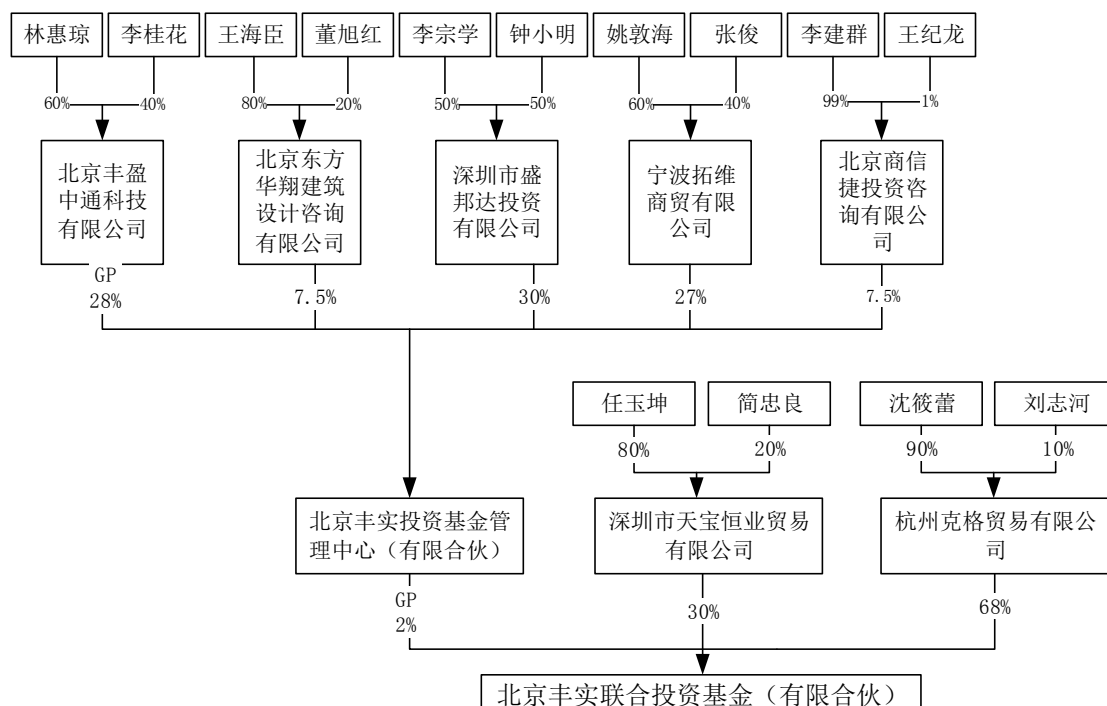 林惠琼 李桂花 王海臣 董旭红 李宗学 钟小明 姚敦海 张俊 李建群 王纪龙
60% 40% 80% 20% 50% 50% 60% 40% 99% 1%
北京丰盈
中通科技
有限公司
北京东方
华翔建筑
设计咨询
有限公司
深圳市盛
邦达投资
有限公司
宁波拓维
商贸有限
公司
北京商信
捷投资咨
询有限公
司
GP
28% 7.5% 30% 27% 7.5%
任玉坤 简忠良 沈筱蕾 刘志河
80% 20% 90% 10%
北京丰实投资基金管
理中心（有限合伙）
深圳市天宝恒业贸易
有限公司
杭州克格贸易有限公
司
GP
2% 30% 68%
北京丰实联合投资基金（有限合伙）